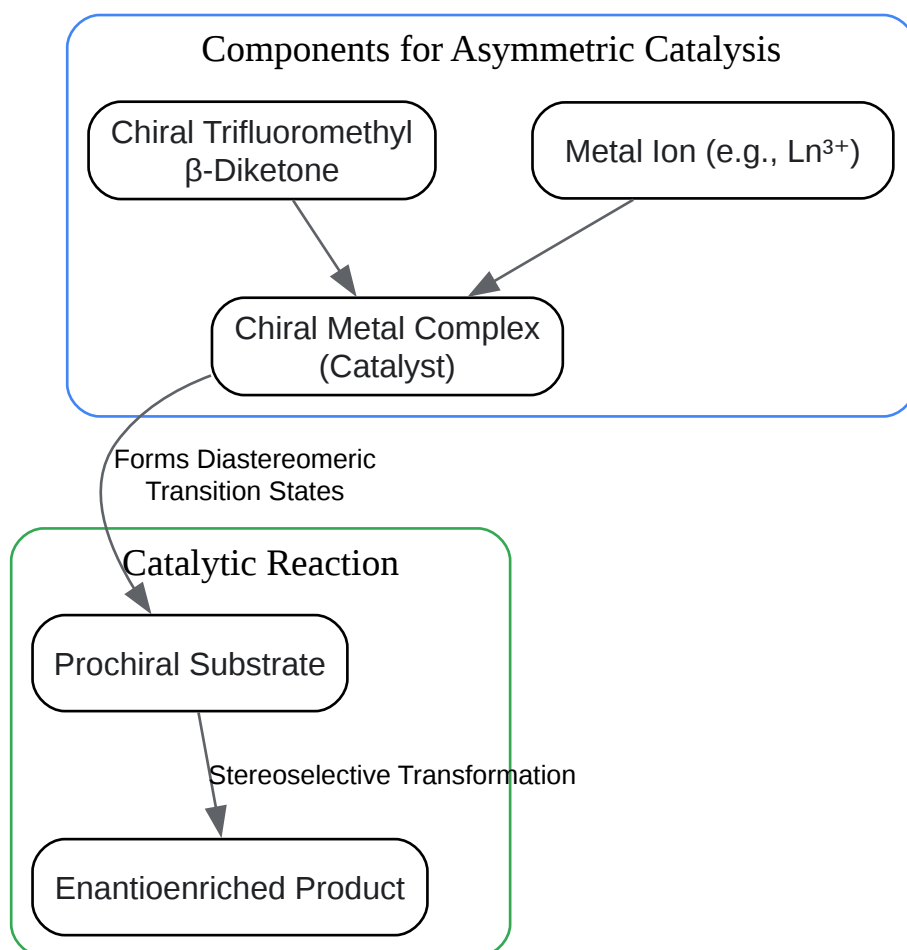 Components for Asymmetric Catalysis
Chiral Trifluoromethyl
β-Diketone
Metal Ion (e.g., Ln³⁺)
Chiral Metal Complex
(Catalyst)
Forms Diastereomeric
Transition States
Catalytic Reaction
Prochiral Substrate
Stereoselective Transformation
Enantioenriched Product